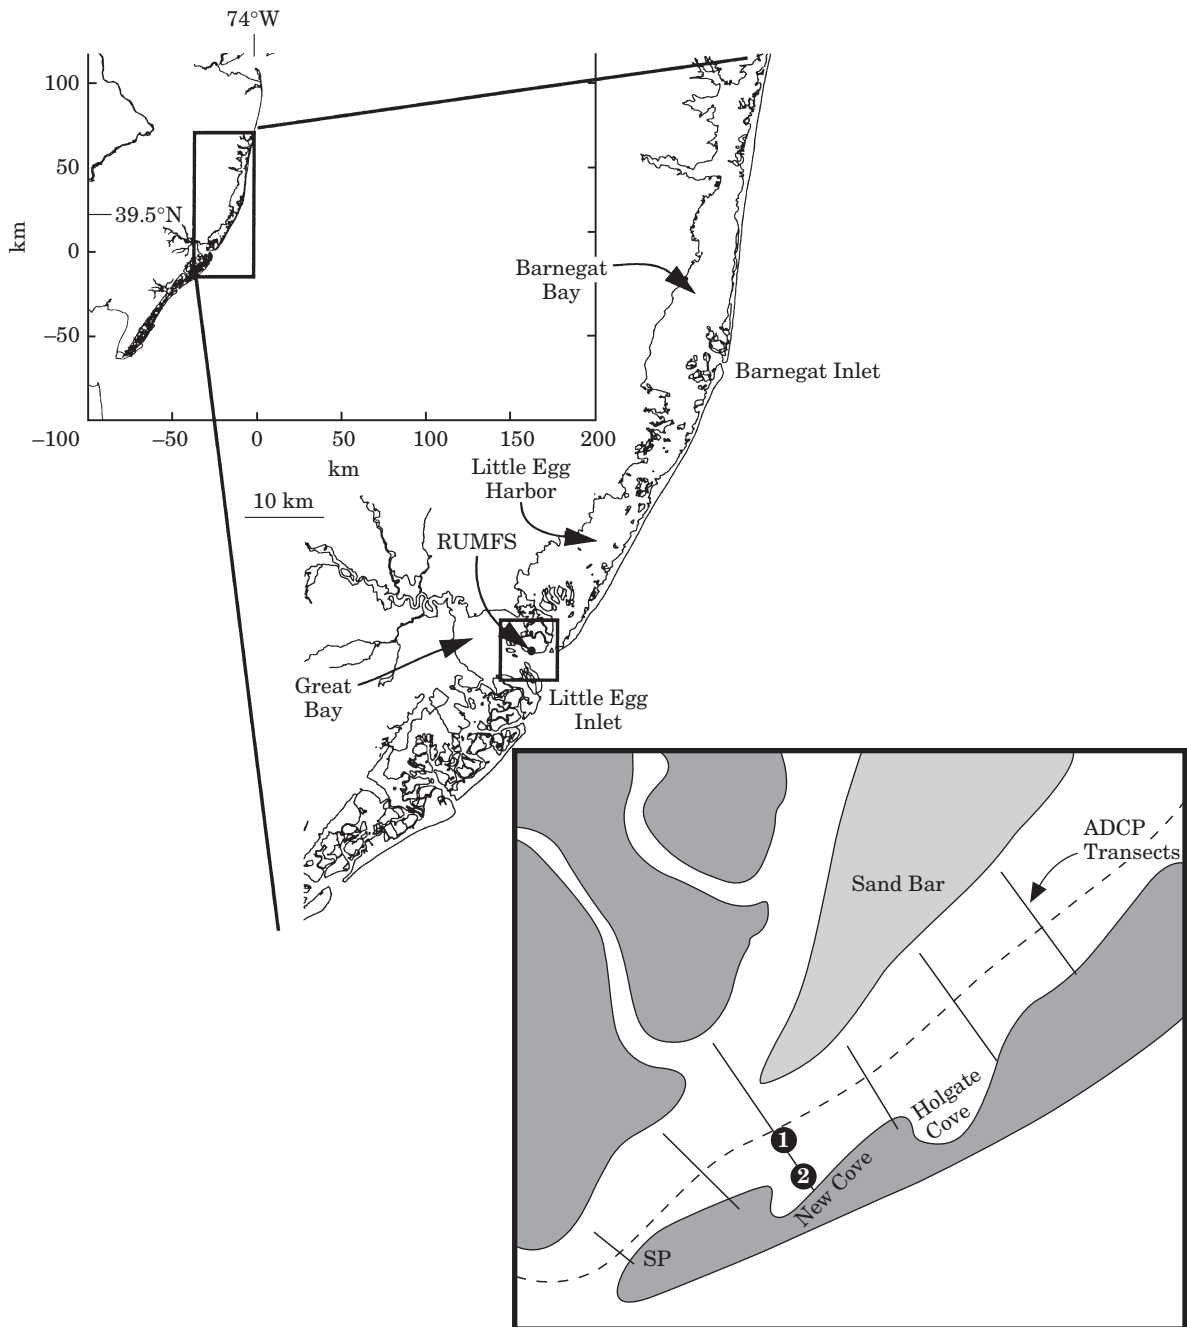 74°W
100
50
39.5°N
km
0
Barnegat
Bay
–50
Barnegat Inlet
–100
–50
0
50
100
150
200
km
Little Egg
Harbor
10 km
RUMFS
Great
Bay
Little Egg
Inlet
ADCP
Transects
Sand Bar
Holgate
Cove
1
2
New Cove
SP